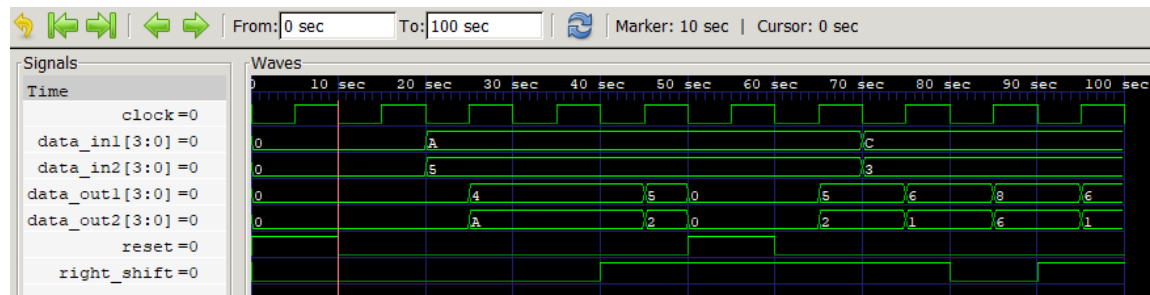 From: 0 sec To: 100 sec Marker: 10 sec | Cursor: 0 sec
Signals Waves
Time 0 10 sec 20 sec 30 sec 40 sec 50 sec 60 sec 70 sec 80 sec 90 sec 100 sec
clock=0
data_in1[3:0]=0 0 A C
data_in2[3:0]=0 0 5 3
data_out1[3:0]=0 0 4 5 0 5 6 8 6
data_out2[3:0]=0 0 A 2 0 2 1 6 1
reset=0
right_shift=0